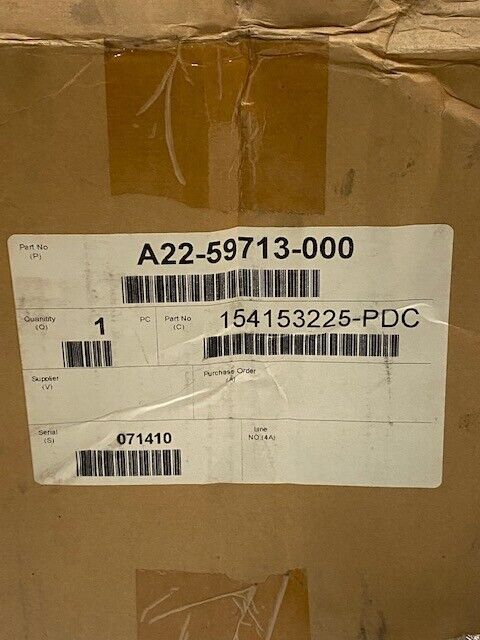 Part No
(P)
A22-59713-000
Quantity
(Q)
1
PC
Part No
(C)
154153225-PDC
Supplier
(V)
Purchase Order
(A)
Serial
(S)
071410
Line
NO.(4A)